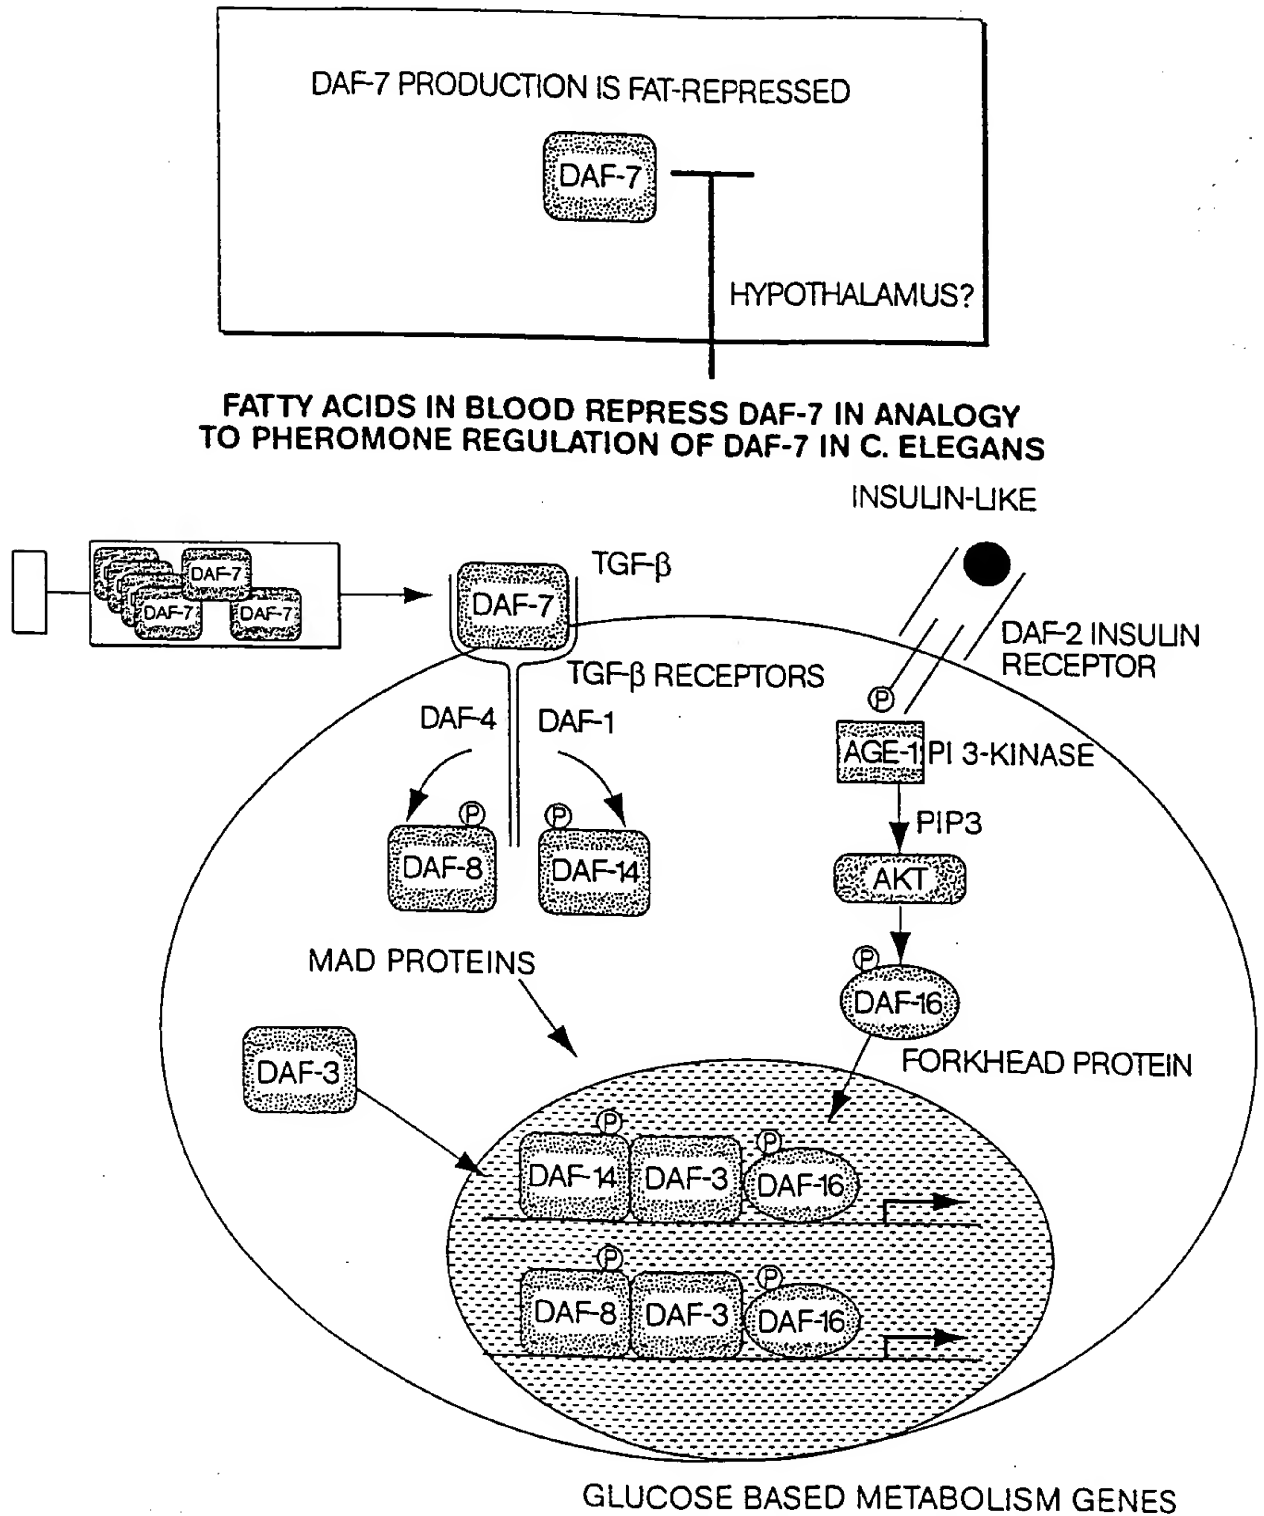 DAF-7 PRODUCTION IS FAT-REPRESSED
DAF-7
HYPOTHALAMUS?
FATTY ACIDS IN BLOOD REPRESS DAF-7 IN ANALOGY
TO PHEROMONE REGULATION OF DAF-7 IN C. ELEGANS
INSULIN-LIKE
DAF-7
DAF-7
DAF-7
DAF-7
TGF-β
DAF-2 INSULIN
RECEPTOR
TGF-β RECEPTORS
DAF-4
DAF-1
P
AGE-1
PI 3-KINASE
PIP3
P
P
DAF-8
DAF-14
AKT
MAD PROTEINS
P
DAF-16
FORKHEAD PROTEIN
DAF-3
P
P
DAF-14
DAF-3
DAF-16
P
P
DAF-8
DAF-3
DAF-16
GLUCOSE BASED METABOLISM GENES